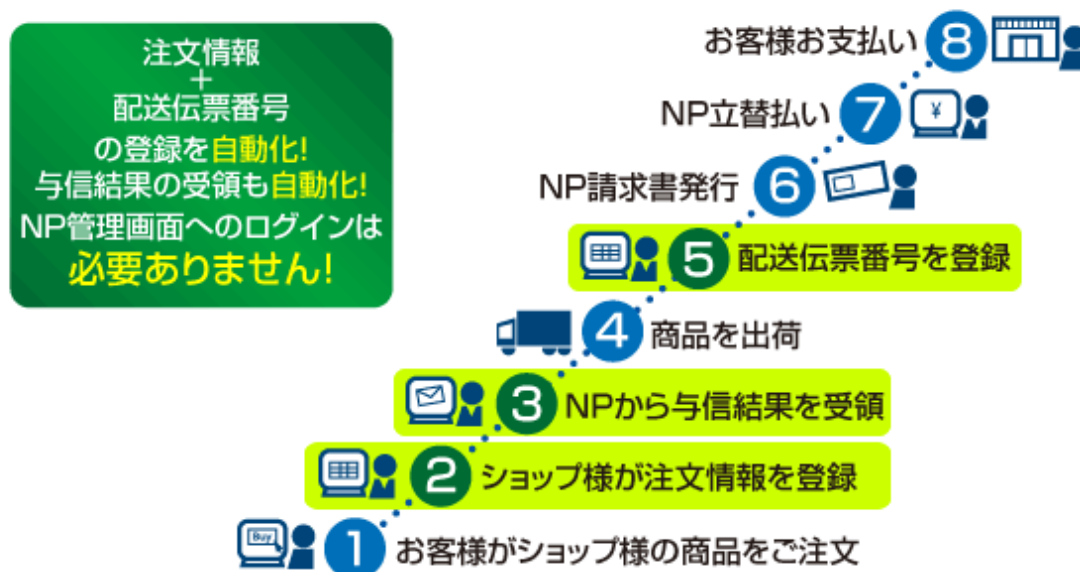 注文情報
+
配送伝票番号
の登録を自動化!
与信結果の受領も自動化!
NP管理画面へのログインは
必要ありません!
お客様お支払い 8
NP立替払い 7 ¥
NP請求書発行 6
5 配送伝票番号を登録
4 商品を出荷
3 NPから与信結果を受領
2 ショップ様が注文情報を登録
Buy 1 お客様がショップ様の商品をご注文